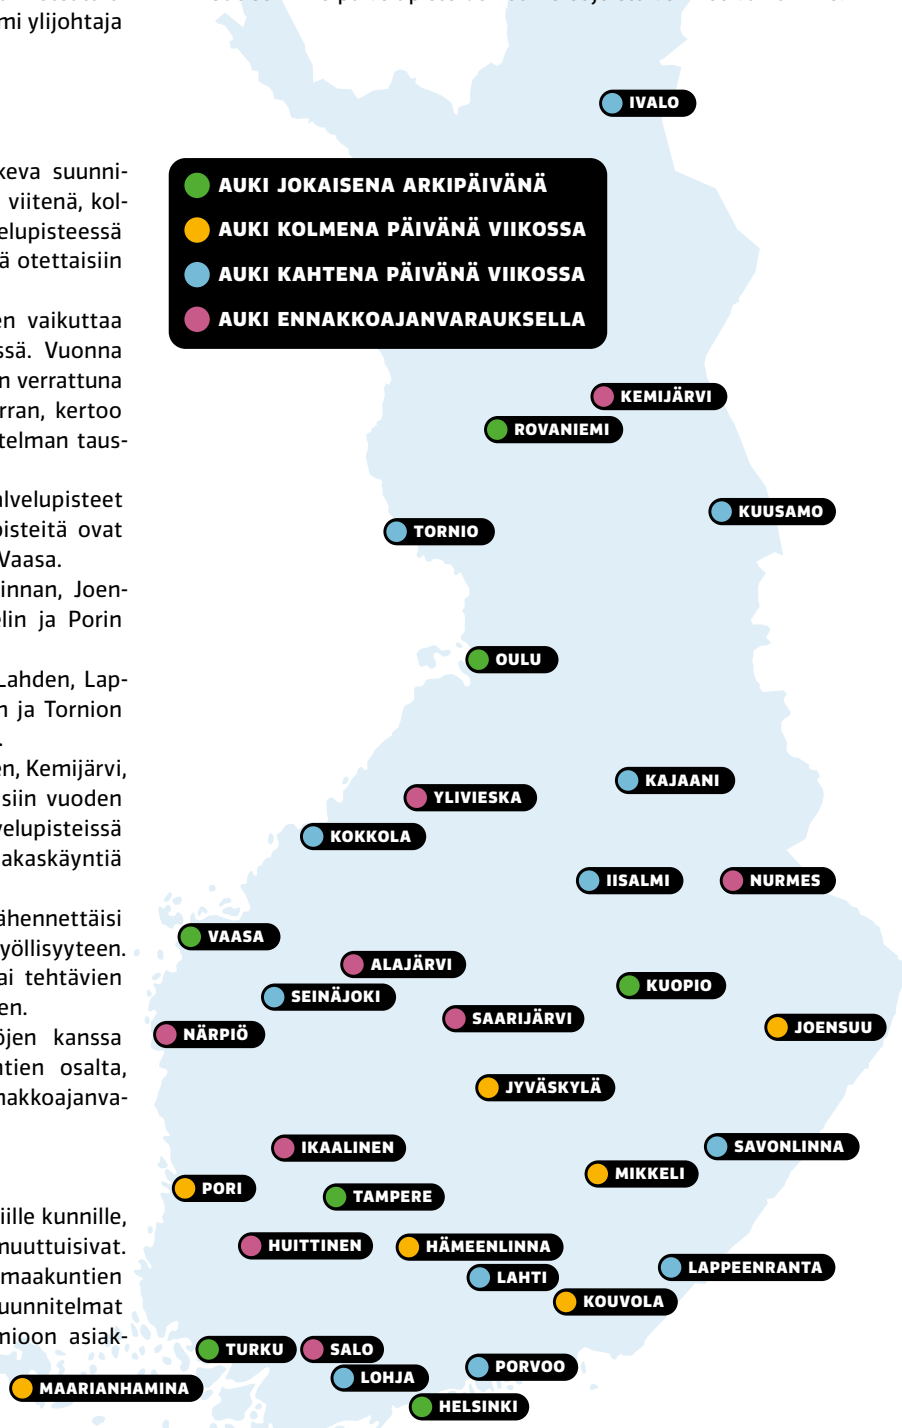 mi ylijohtaja
keva suunni-
viitenä, kol-
elupisteessä
ä otettaisiin
en vaikuttaa
ssä. Vuonna
n verrattuna
rran, kertoo
telman taus-
alvelupisteet
pisteitä ovat
Vaasa.
innan, Joen-
elin ja Porin
Lahden, Lap-
n ja Tornion
en, Kemijärvi,
siin vuoden
velupisteissä
akaskäyntiä
ähennettäisi
yöllisyyteen.
ai tehtävien
en.
öjen kanssa
ntien osalta,
nakkoajanva-
iille kunnille,
nuuttuisivat.
maakuntien
uunnitelmat
mioon asiak-
IVALO
AUKI JOKAISENA ARKIPÄIVÄNÄ
AUKI KOLMENA PÄIVÄNÄ VIIKOSSA
AUKI KAHTENA PÄIVÄNÄ VIIKOSSA
AUKI ENNAKKOAJANVARAUKSELLA
KEMIJÄRVI
ROVANIEMI
KUUSAMO
TORNIO
OULU
KAJAANI
YLIVIESKA
KOKKOLA
IISALMI
NURMES
VAASA
ALAJÄRVI
KUOPIO
SEINÄJOKI
SAARIJÄRVI
JOENSUU
NÄRPIÖ
JYVÄSKYLÄ
IKAALINEN
SAVONLINNA
MIKKELI
PORI
TAMPERE
HUITTINEN
HÄMEENLINNA
LAPPEENRANTA
LAHTI
KOUVOLA
TURKU
SALO
PORVOO
LOHJA
MAARIANHAMINA
HELSINKI